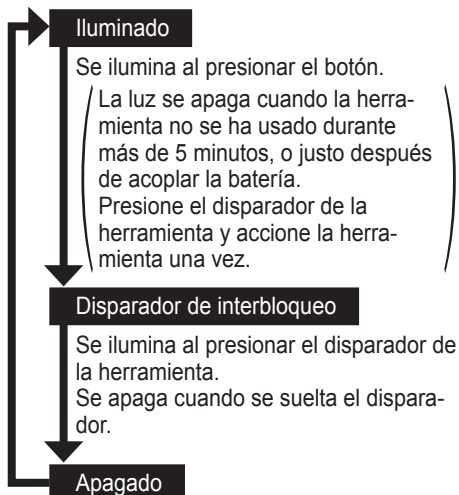 Iluminado
Se ilumina al presionar el botón.
La luz se apaga cuando la herra-
mienta no se ha usado durante
más de 5 minutos, o justo después
de acoplar la batería.
Presione el disparador de la
herramienta y accione la herra-
mienta una vez.
Disparador de interbloqueo
Se ilumina al presionar el disparador de
la herramienta.
Se apaga cuando se suelta el dispara-
dor.
Apagado